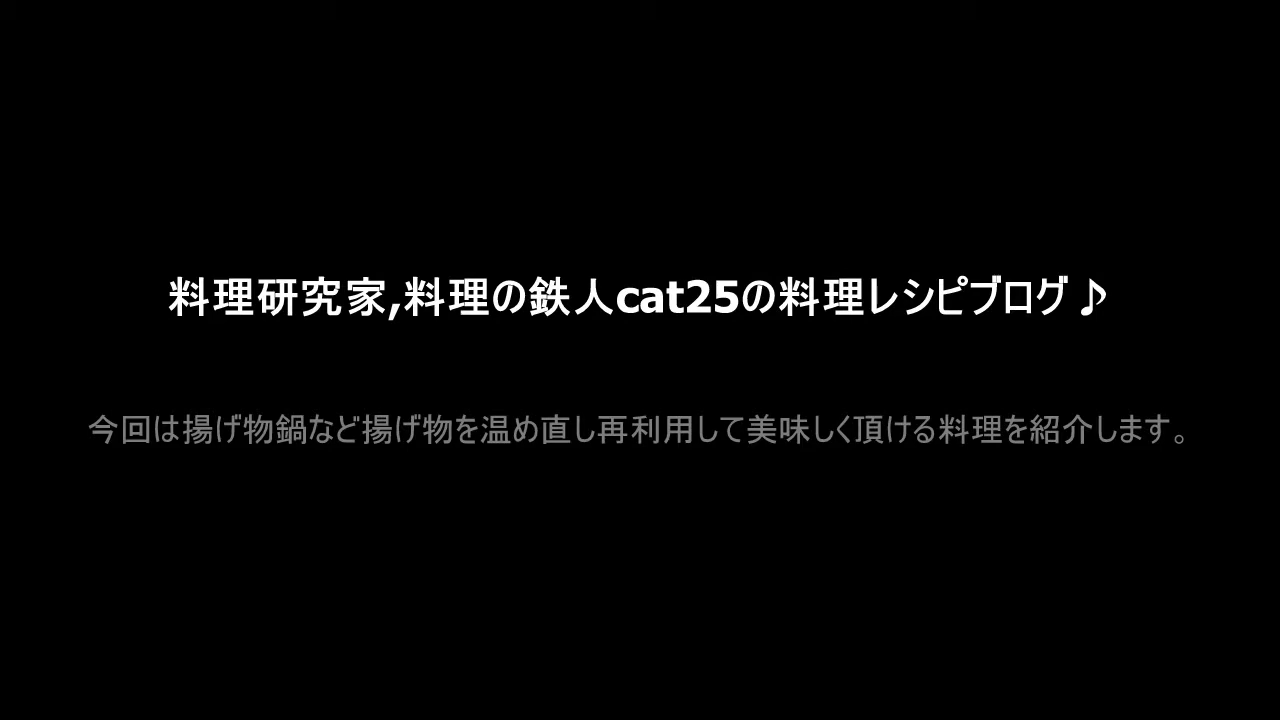 料理研究家,料理の鉄人cat25の料理レシピブログ♪
今回は揚げ物鍋など揚げ物を温め直し再利用して美味しく頂ける料理を紹介します。